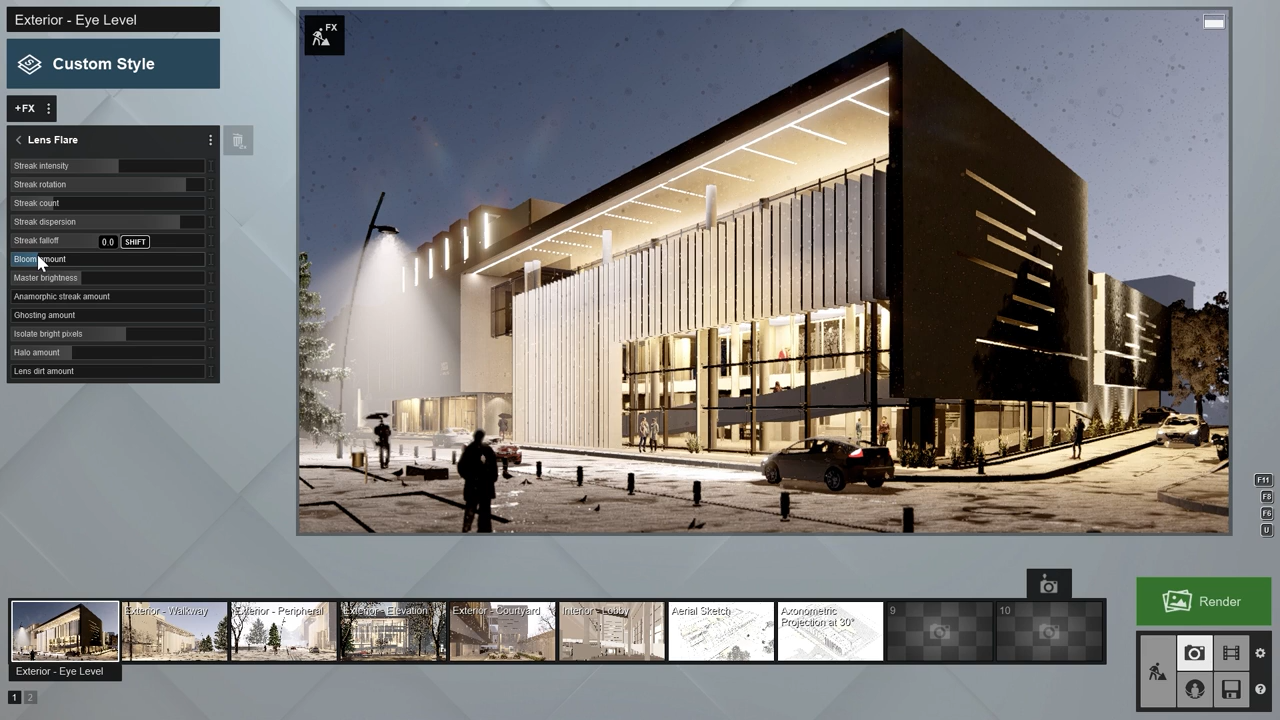 Exterior - Eye Level
Custom Style
+FX
Lens Flare
Streak intensity
Streak rotation
Streak count
Streak dispersion
Streak falloff
0.0 SHIFT
Bloom amount
Master brightness
Anamorphic streak amount
Ghosting amount
Isolate bright pixels
Halo amount
Lens dirt amount
FX
F11
F8
F6
U
Render
Exterior - Walkway
Exterior - Peripheral
Exterior - Elevation
Exterior - Courtyard
Interior - Lobby
Aerial Sketch
Axonometric
Projection at 30°
9
10
Exterior - Eye Level
1 2
?